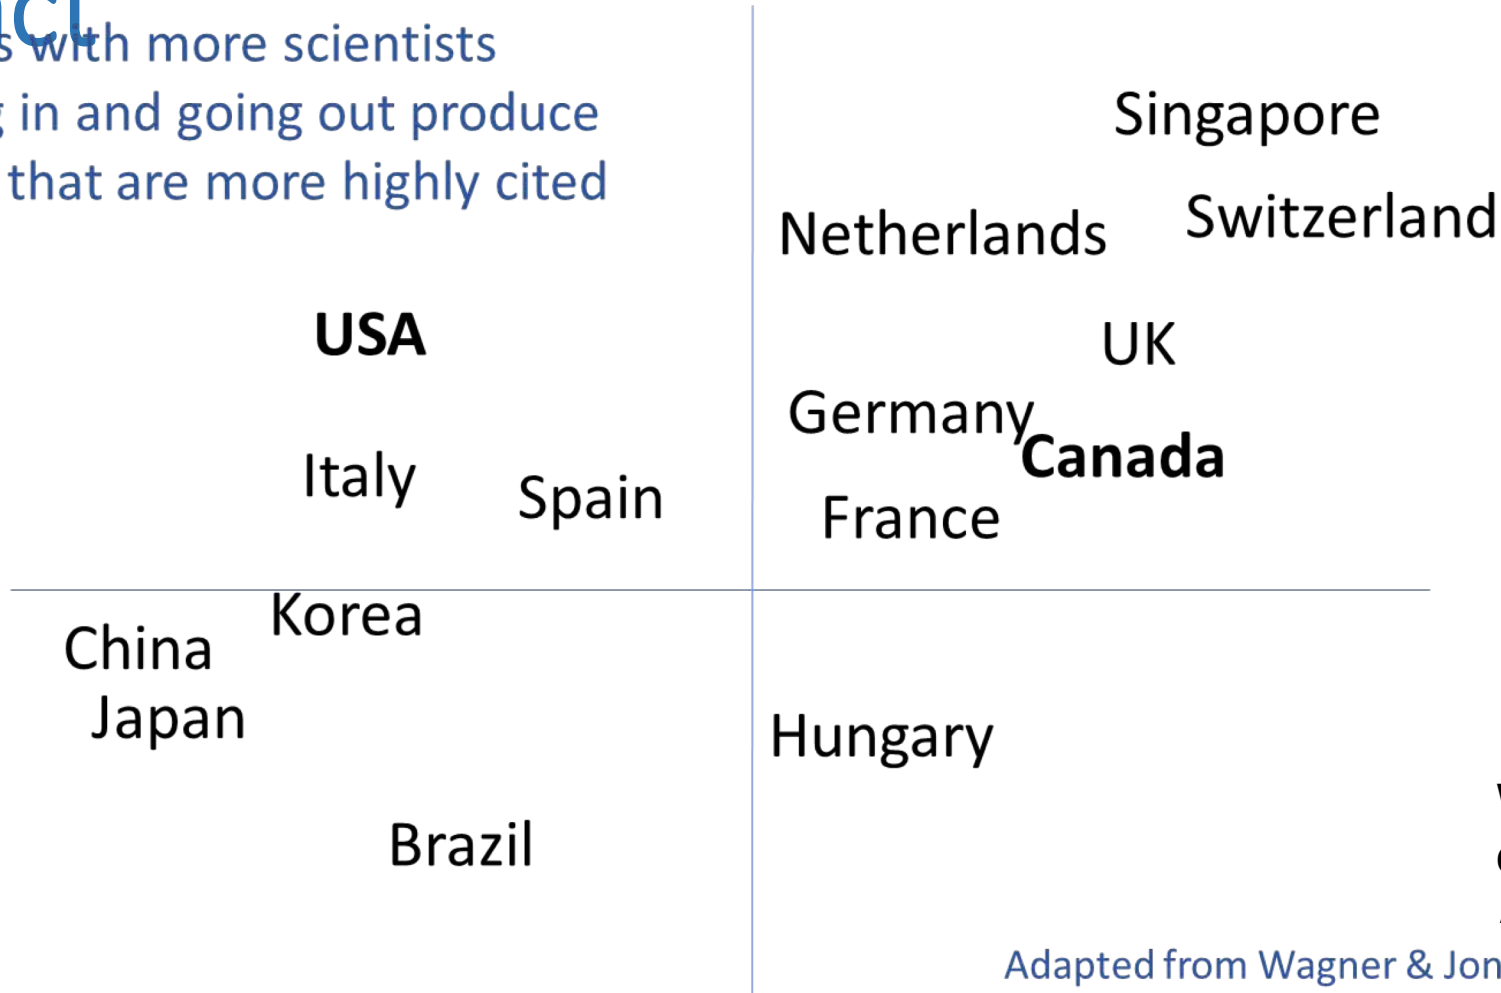 s with more scientists
in and going out produce
that are more highly cited
Singapore
Netherlands Switzerland
USA
UK
Germany
Canada
Italy
Spain
France
Korea
China
Japan
Hungary
Brazil
Adapted from Wagner & Jon